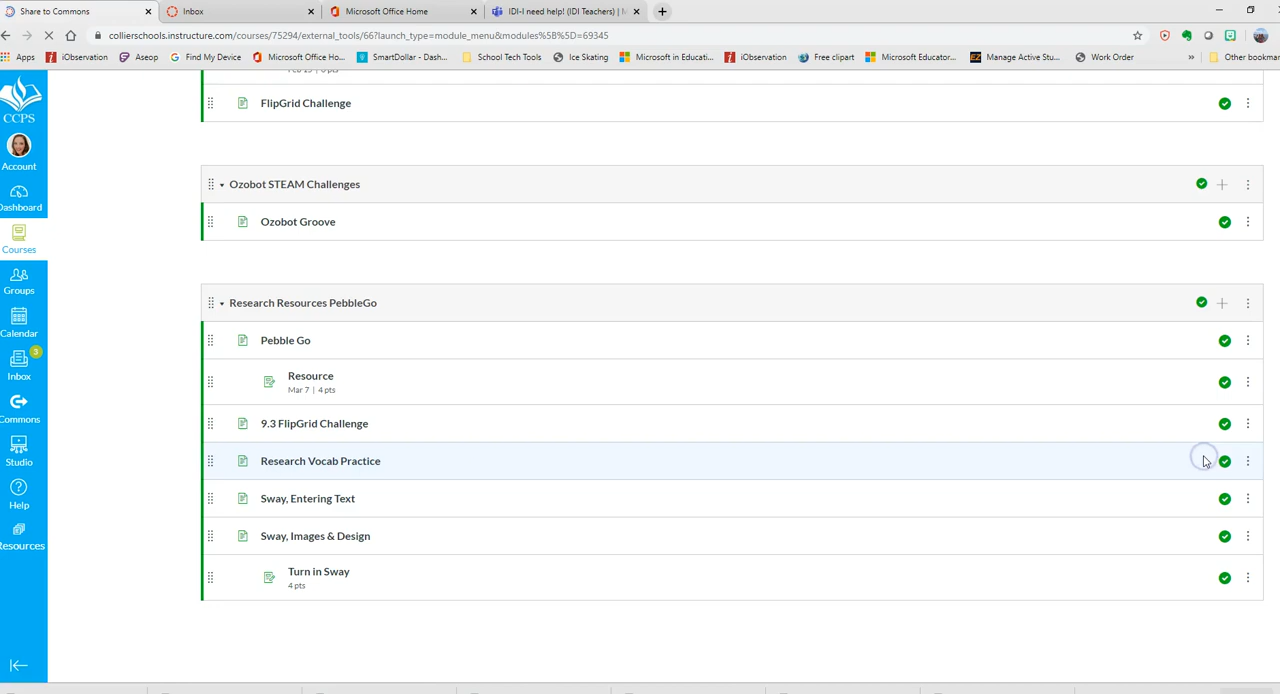 Share to Commons
Inbox
Microsoft Office Home
IDI-I need help! (IDI Teachers) | M
collierschools.instructure.com/courses/75294/external_tools/66?launch_type=module_menu&modules%5B%5D=69345
Apps iObservation Aseop Find My Device Microsoft Office Ho... SmartDollar - Dash... School Tech Tools Ice Skating Microsoft in Educati... iObservation Free clipart Microsoft Educator... EZ Manage Active Stu... Work Order » Other bookmar
CCPS
Account
Dashboard
Courses
Groups
Calendar
3
Inbox
Commons
Studio
Help
Resources
FlipGrid Challenge
Ozobot STEAM Challenges
Ozobot Groove
Research Resources PebbleGo
Pebble Go
Resource
Mar 7 | 4 pts
9.3 FlipGrid Challenge
Research Vocab Practice
Sway, Entering Text
Sway, Images & Design
Turn in Sway
4 pts